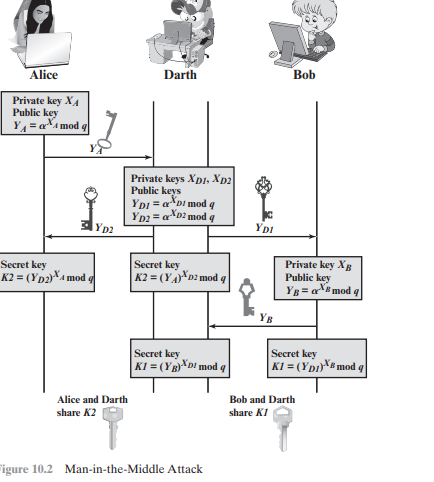 Alice
Darth
Bob
Private key X_A
Public key
Y_A = α^X_A mod q
Y_A
Private keys X_D1, X_D2
Public keys
Y_D1 = α^X_D1 mod q
Y_D2 = α^X_D2 mod q
Y_D2
Y_D1
Secret key
K2 = (Y_D2)^X_A mod q
Secret key
K2 = (Y_A)^X_D2 mod q
Private key X_B
Public key
Y_B = α^X_B mod q
Y_B
Secret key
K1 = (Y_B)^X_D1 mod q
Secret key
K1 = (Y_D1)^X_B mod q
Alice and Darth
share K2
Bob and Darth
share K1
igure 10.2 Man-in-the-Middle Attack